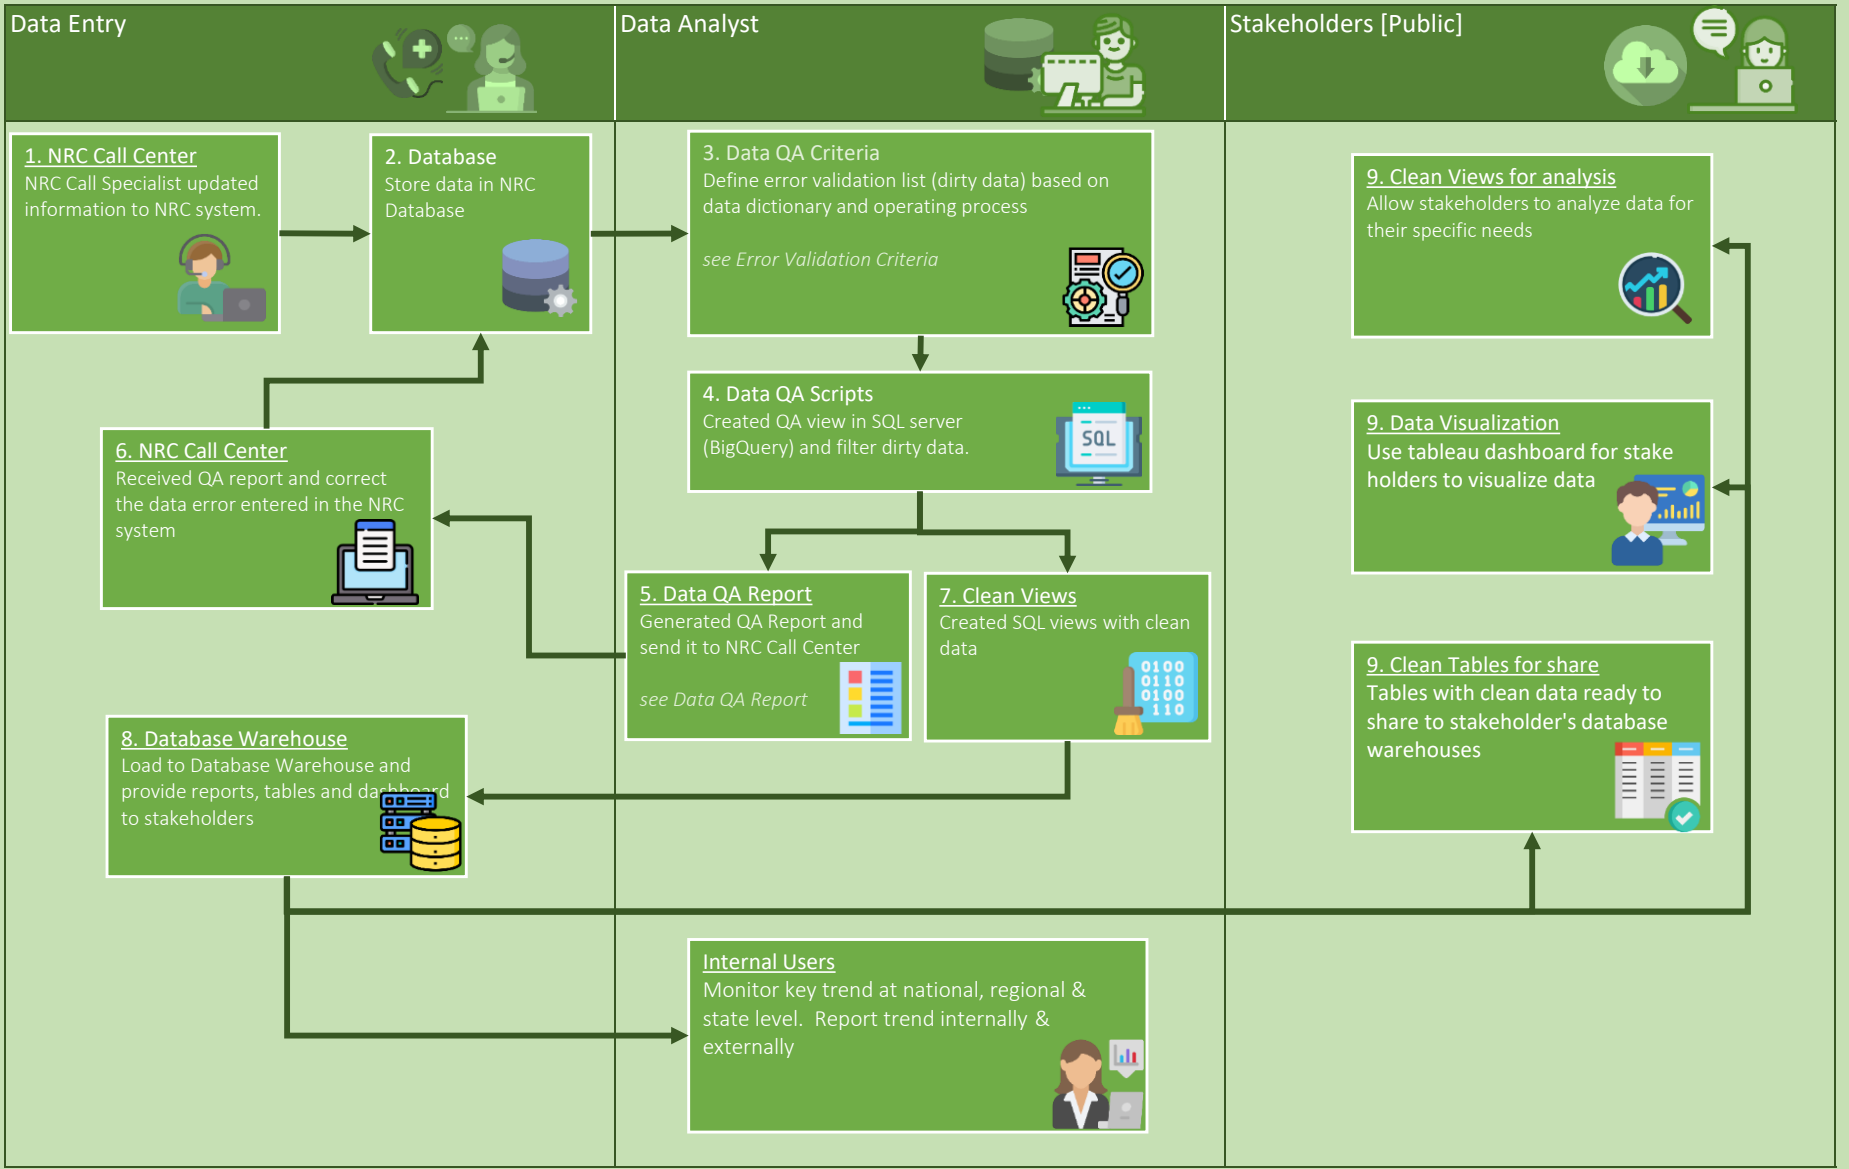 Data Entry
Data Analyst
Stakeholders [Public]
1. NRC Call Center
NRC Call Specialist updated
information to NRC system.
2. Database
Store data in NRC
Database
3. Data QA Criteria
Define error validation list (dirty data) based on
data dictionary and operating process
see Error Validation Criteria
9. Clean Views for analysis
Allow stakeholders to analyze data for
their specific needs
4. Data QA Scripts
Created QA view in SQL server
(BigQuery) and filter dirty data.
SQL
9. Data Visualization
Use tableau dashboard for stake
holders to visualize data
6. NRC Call Center
Received QA report and correct
the data error entered in the NRC
system
5. Data QA Report
Generated QA Report and
send it to NRC Call Center
see Data QA Report
7. Clean Views
Created SQL views with clean
data
0100
0110
0100
110
9. Clean Tables for share
Tables with clean data ready to
share to stakeholder's database
warehouses
8. Database Warehouse
Load to Database Warehouse and
provide reports, tables and dashboard
to stakeholders
Internal Users
Monitor key trend at national, regional &
state level.  Report trend internally &
externally